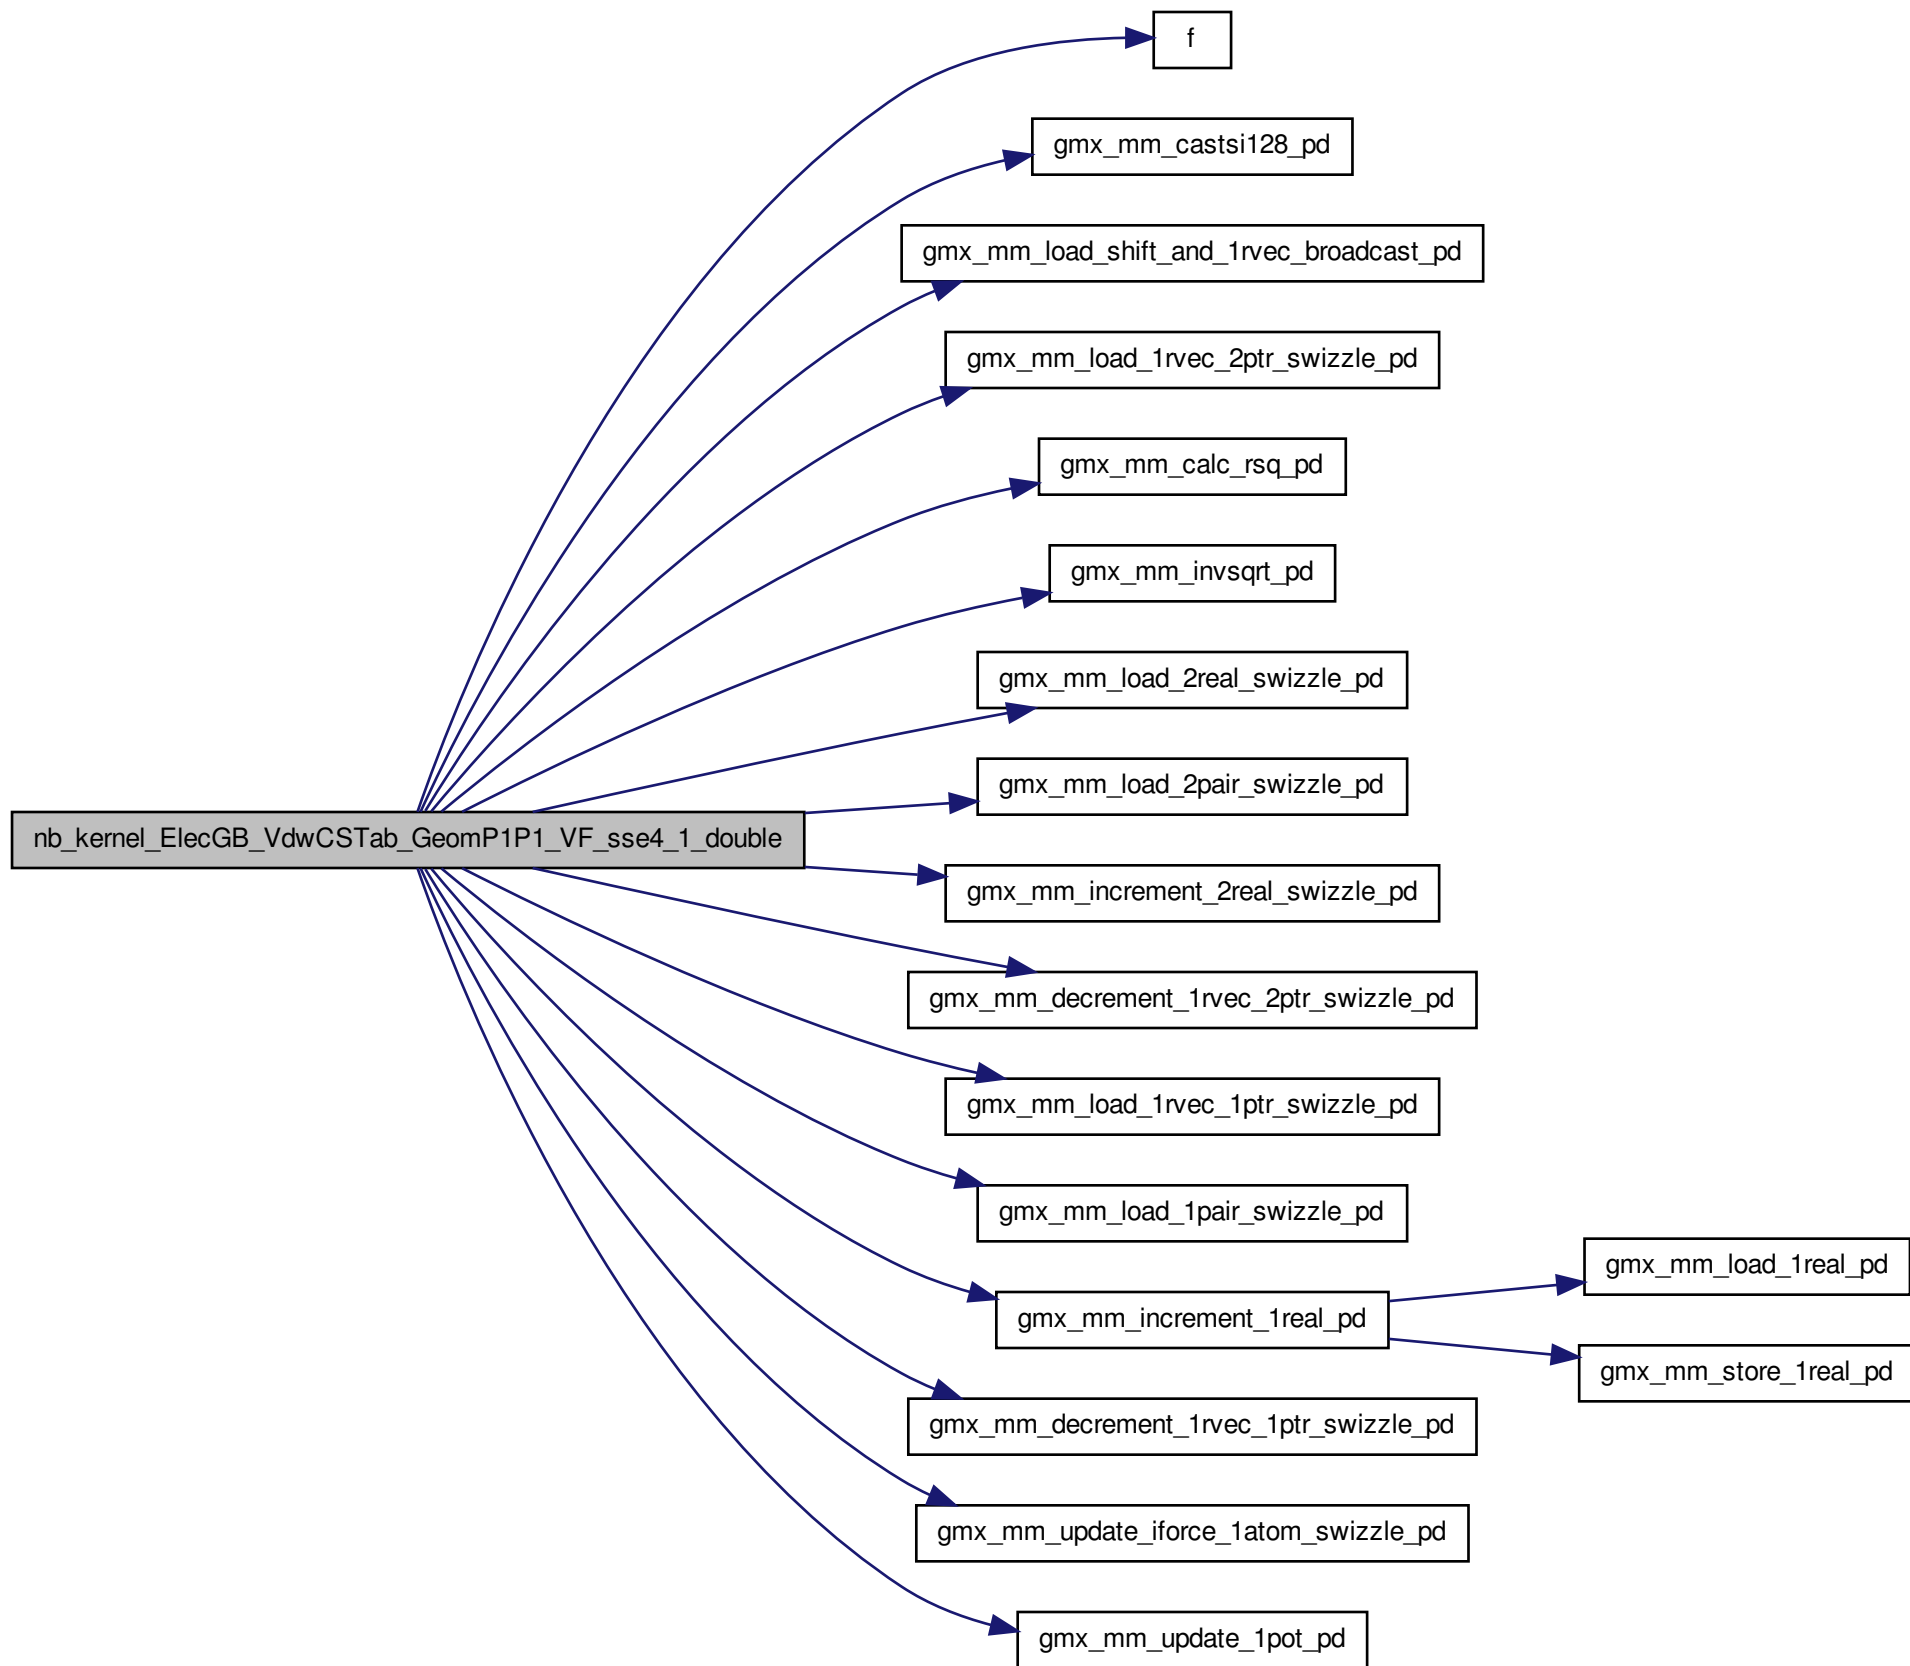 f
gmx_mm_castsi128_pd
gmx_mm_load_shift_and_1rvec_broadcast_pd
gmx_mm_load_1rvec_2ptr_swizzle_pd
gmx_mm_calc_rsq_pd
gmx_mm_invsqrt_pd
gmx_mm_load_2real_swizzle_pd
gmx_mm_load_2pair_swizzle_pd
nb_kernel_ElecGB_VdwCSTab_GeomP1P1_VF_sse4_1_double
gmx_mm_increment_2real_swizzle_pd
gmx_mm_decrement_1rvec_2ptr_swizzle_pd
gmx_mm_load_1rvec_1ptr_swizzle_pd
gmx_mm_load_1pair_swizzle_pd
gmx_mm_load_1real_pd
gmx_mm_increment_1real_pd
gmx_mm_store_1real_pd
gmx_mm_decrement_1rvec_1ptr_swizzle_pd
gmx_mm_update_iforce_1atom_swizzle_pd
gmx_mm_update_1pot_pd